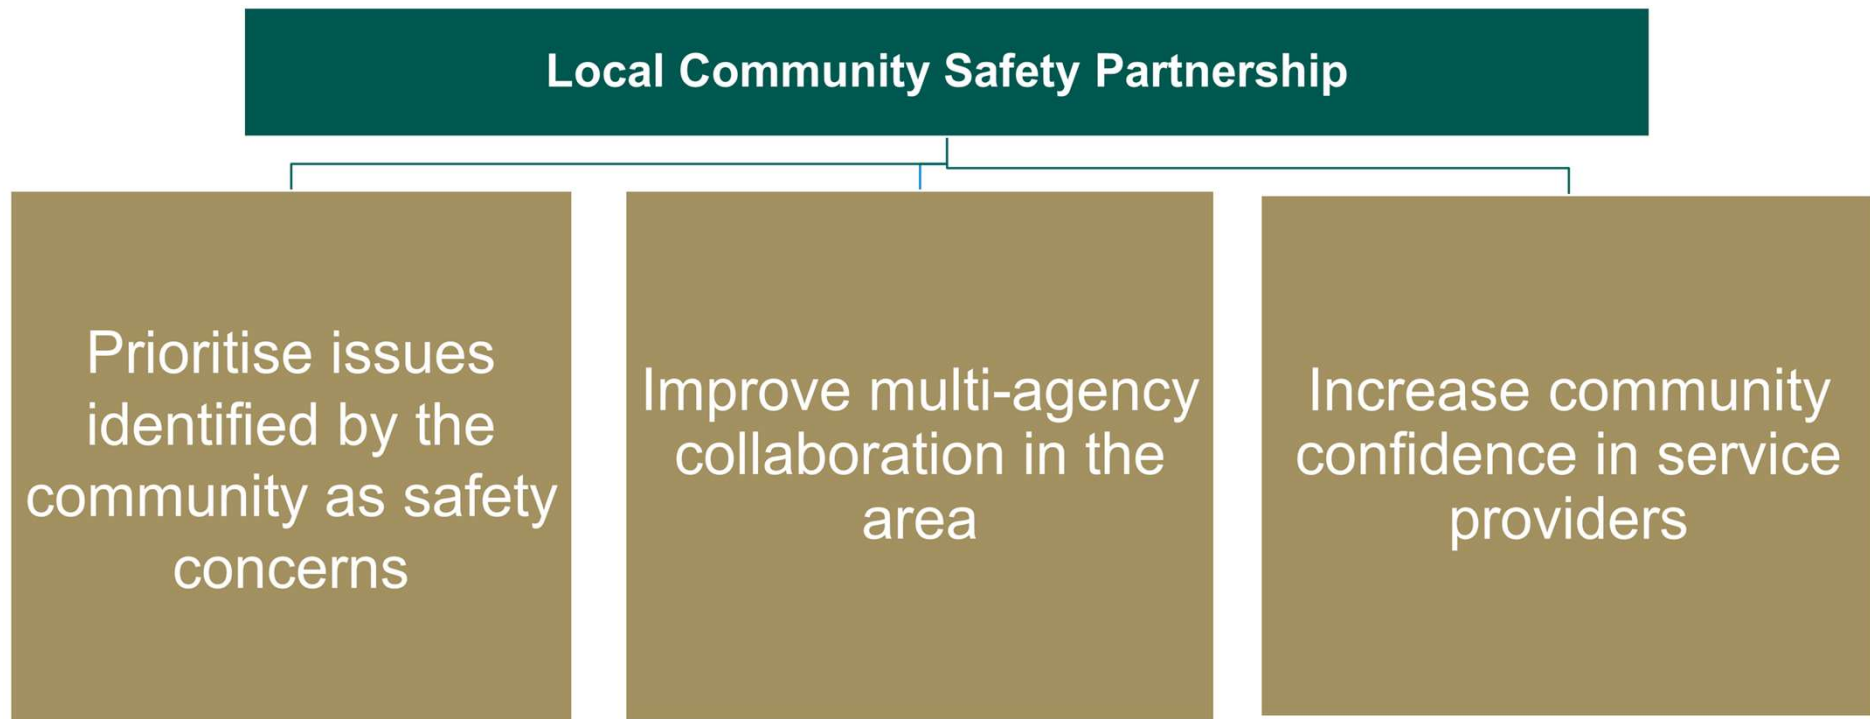 Local Community Safety Partnership
Prioritise issues
identified by the
community as safety
concerns
Improve multi-agency
collaboration in the
area
Increase community
confidence in service
providers